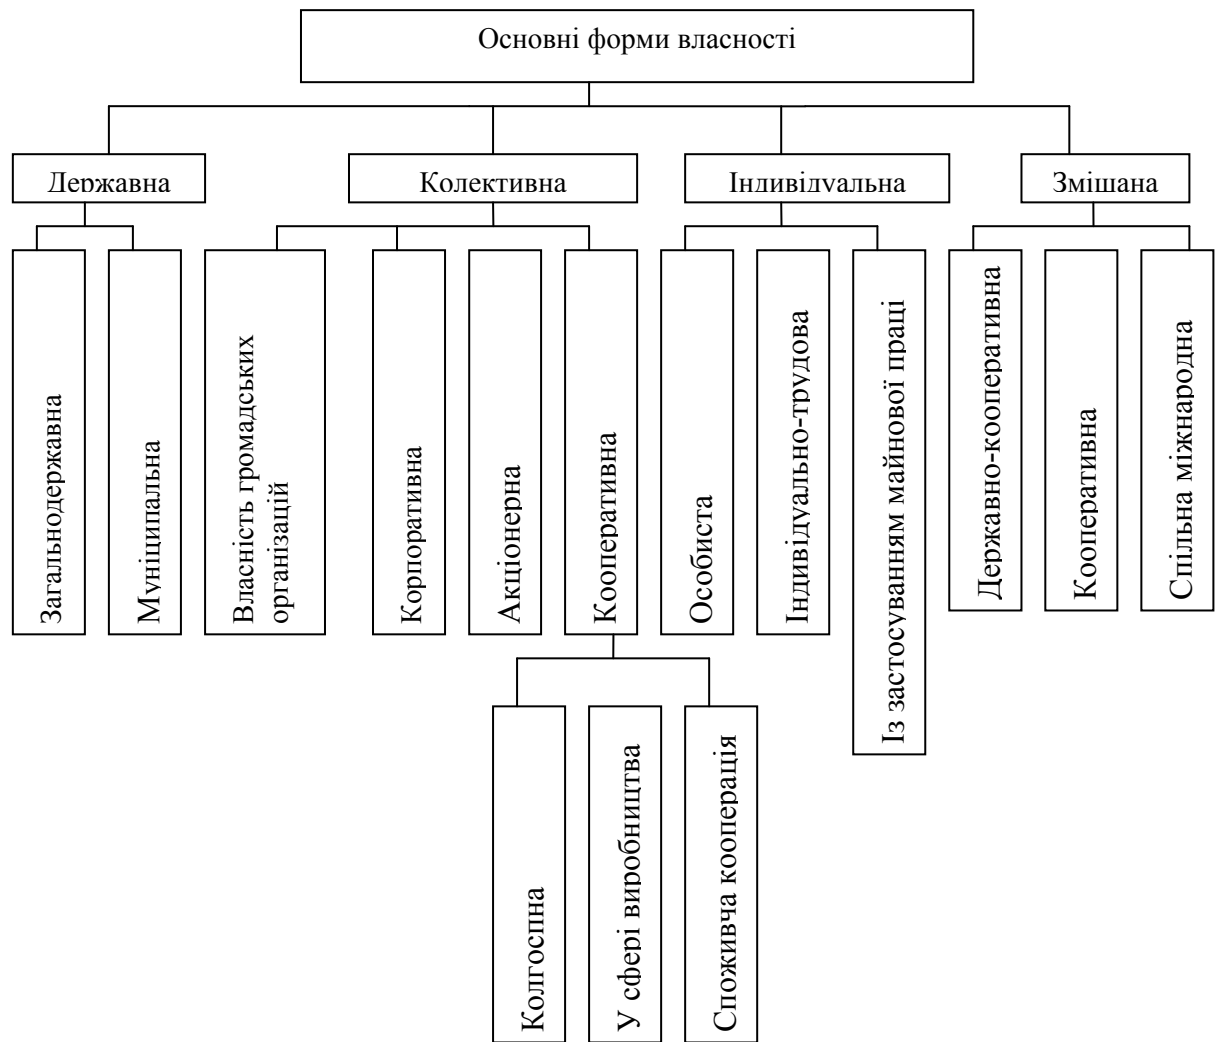 Основні форми власності
Державна
Колективна
Індивідуальна
Змішана
Загальнодержавна
Муніципальна
Власність громадських
організацій
Корпоративна
Акціонерна
Кооперативна
Особиста
Індивідуально-трудова
Із застосуванням майнової праці
Державно-кооперативна
Кооперативна
Спільна міжнародна
Колгоспна
У сфері виробництва
Споживча кооперація